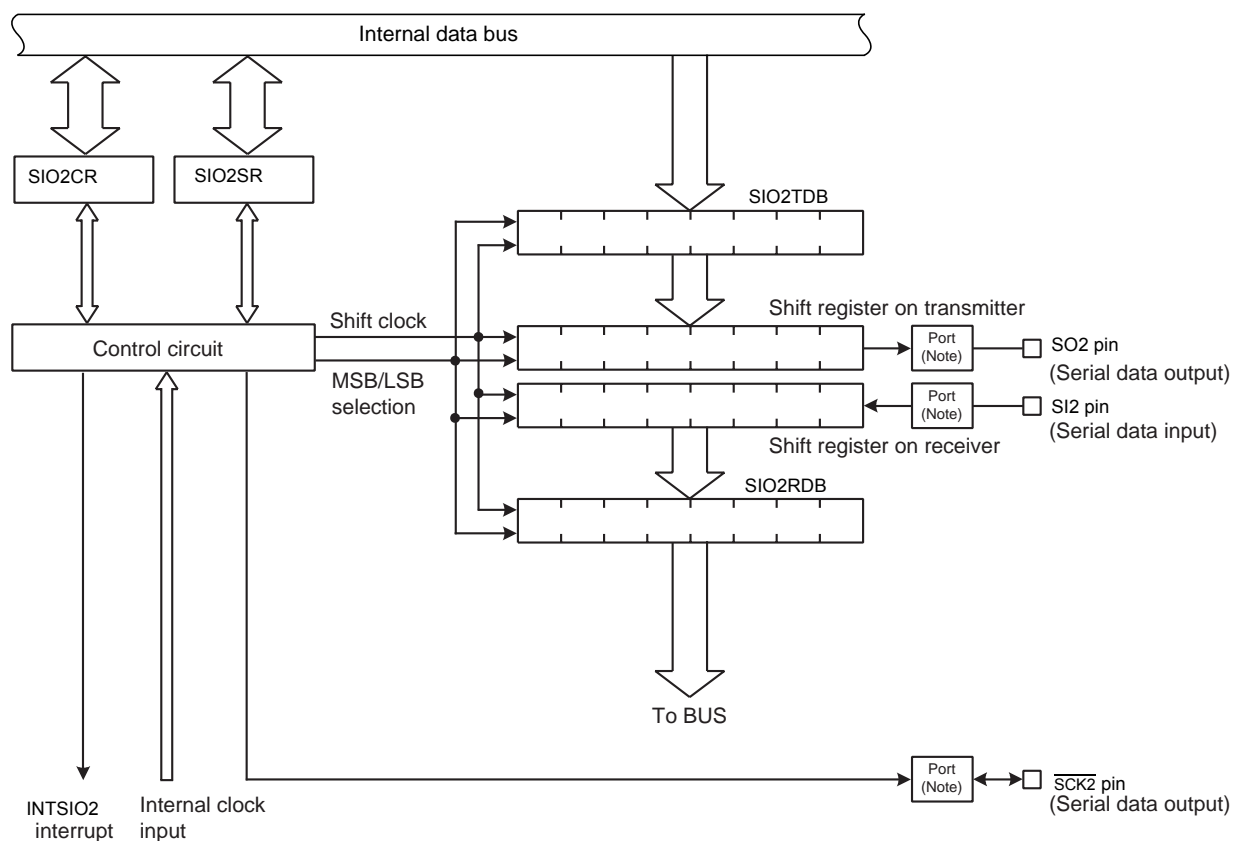 Internal data bus
SIO2CR
SIO2SR
SIO2TDB
Shift clock
Shift register on transmitter
Control circuit
MSB/LSB
selection
Port
(Note)
SO2 pin
(Serial data output)
Port
(Note)
SI2 pin
(Serial data input)
Shift register on receiver
SIO2RDB
To BUS
Port
(Note)
SCK2 pin
(Serial data output)
INTSIO2
interrupt
Internal clock
input